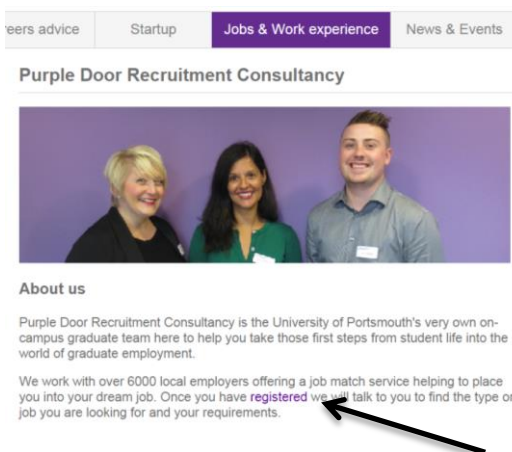 eers advice Startup Jobs & Work experience News & Events
Purple Door Recruitment Consultancy
About us
Purple Door Recruitment Consultancy is the University of Portsmouth's very own on-
campus graduate team here to help you take those first steps from student life into the
world of graduate employment.
We work with over 6000 local employers offering a job match service helping to place
you into your dream job. Once you have registered we will talk to you to find the type or
job you are looking for and your requirements.